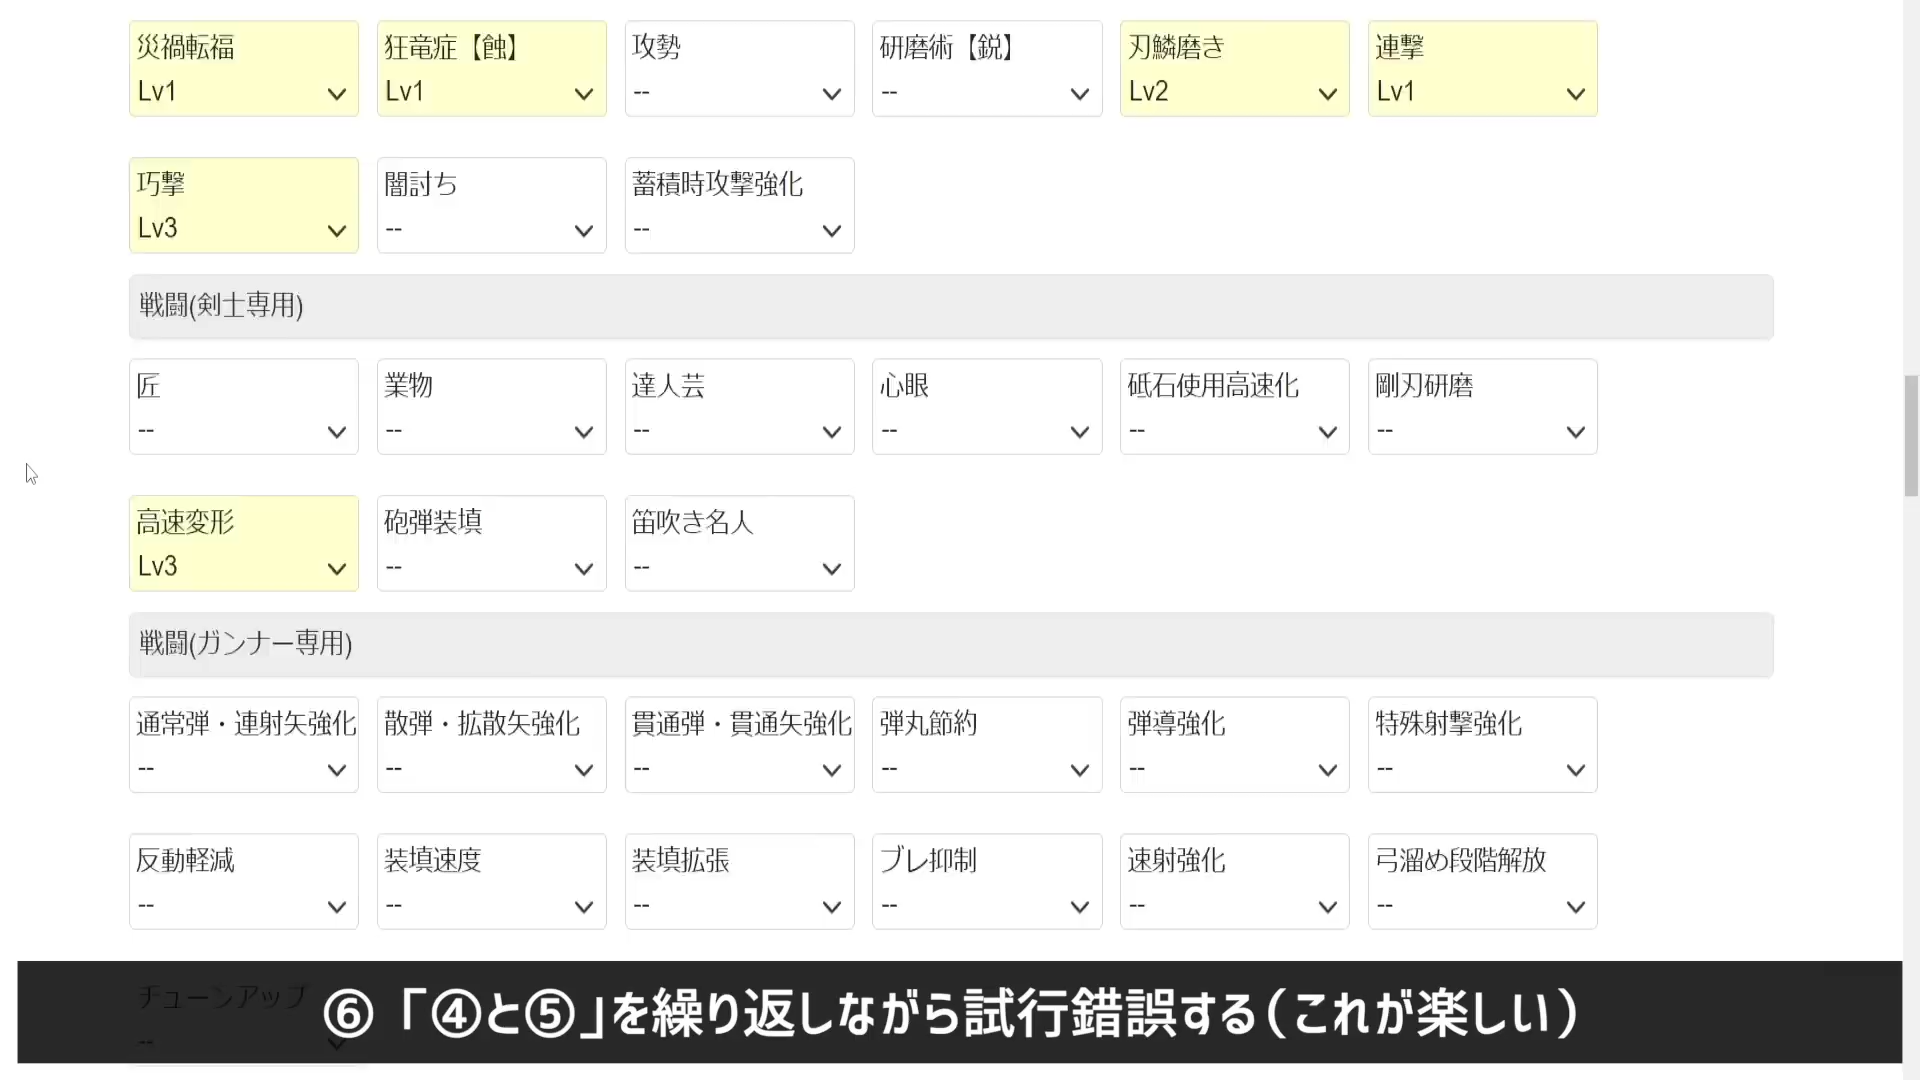 災禍転福 狂竜症【蝕】 攻勢 研磨術【鋭】 刃鱗磨き 連撃
Lv1 Lv1 -- -- Lv2 Lv1
巧撃 闇討ち 蓄積時攻撃強化
Lv3 -- --
戦闘(剣士専用)
匠 業物 達人芸 心眼 砥石使用高速化 剛刃研磨
-- -- -- -- -- --
高速変形 砲弾装填 笛吹き名人
Lv3 -- --
戦闘(ガンナー専用)
通常弾・連射矢強化 散弾・拡散矢強化 貫通弾・貫通矢強化 弾丸節約 弾導強化 特殊射撃強化
-- -- -- -- -- --
反動軽減 装填速度 装填拡張 ブレ抑制 速射強化 弓溜め段階解放
-- -- -- -- -- --
チューンアップ
--
⑥「④と⑤」を繰り返しながら試行錯誤する(これが楽しい)